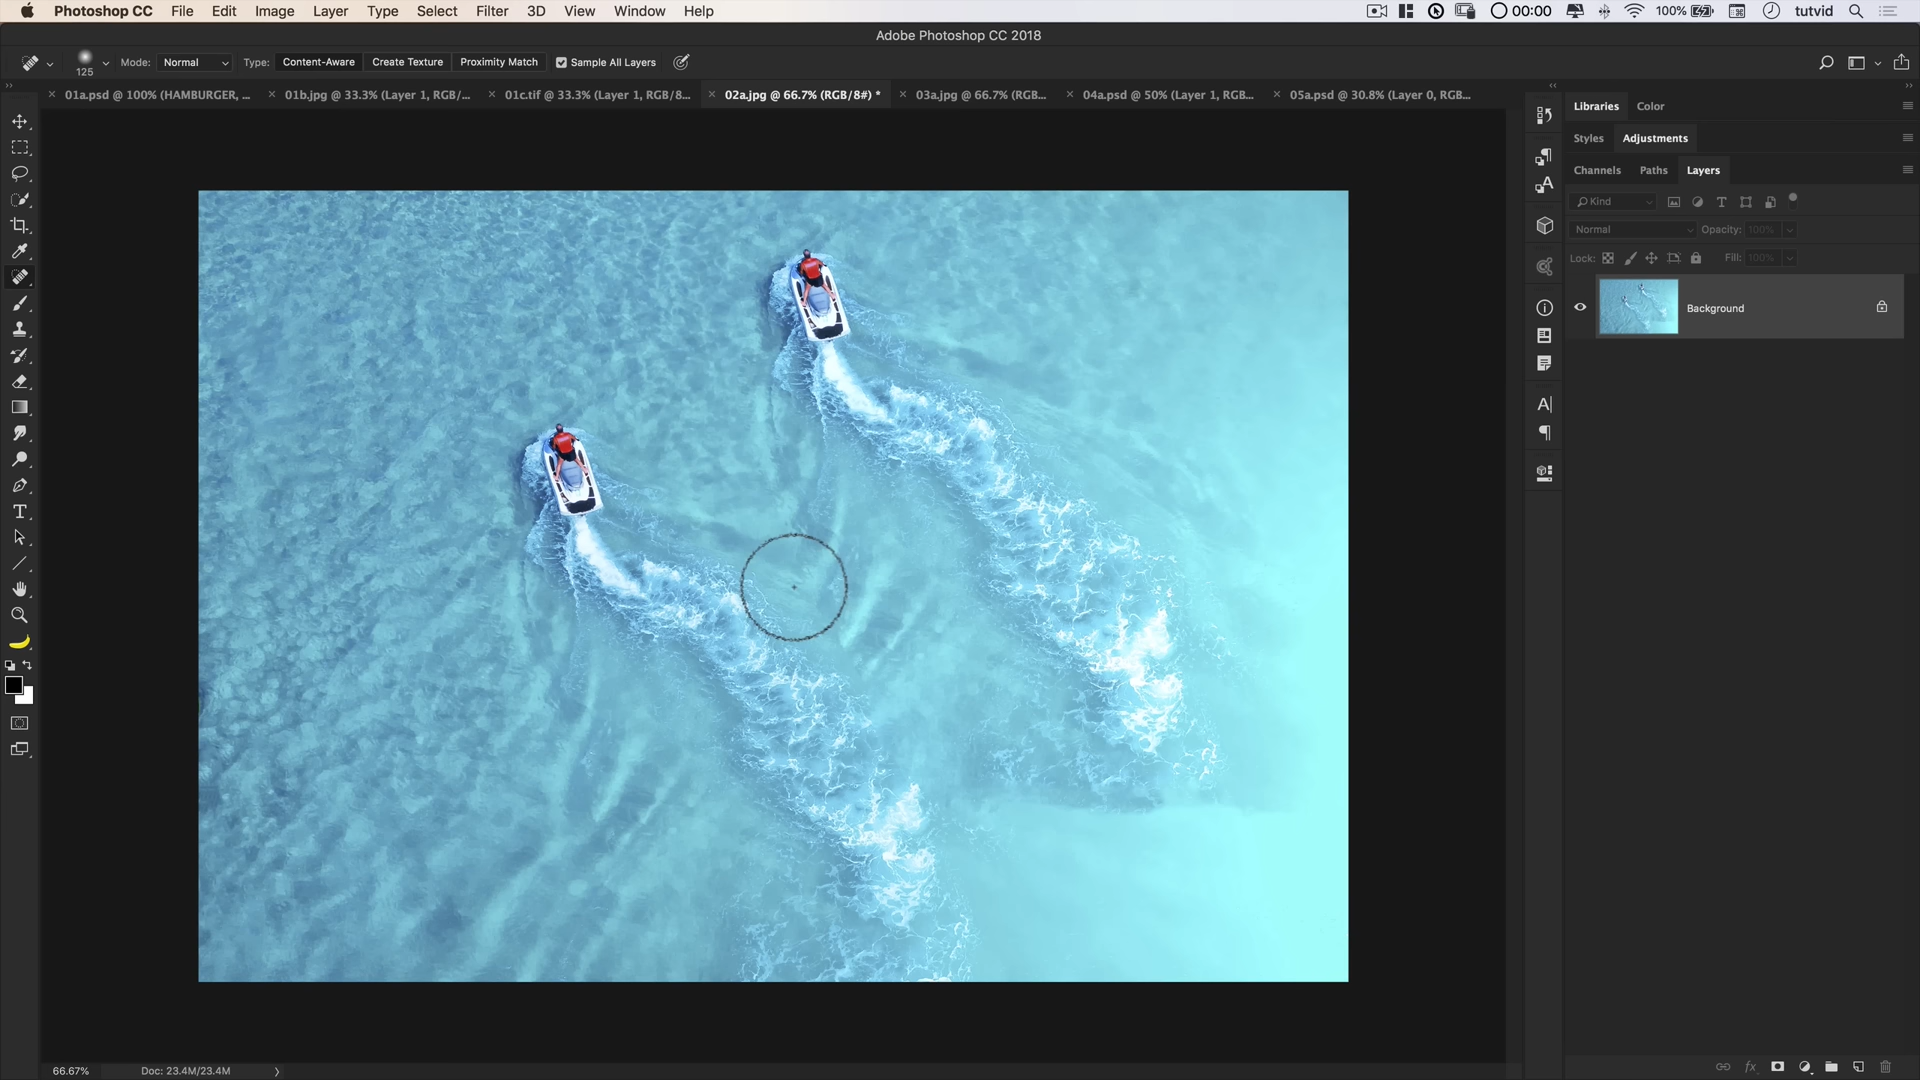 Photoshop CC File Edit Image Layer Type Select Filter 3D View Window Help 00:00 100% tutvid
Adobe Photoshop CC 2018
125 Mode: Normal Type: Content-Aware Create Texture Proximity Match Sample All Layers
01a.psd @ 100% (HAMBURGER, ... 01b.jpg @ 33.3% (Layer 1, RGB/... 01c.tif @ 33.3% (Layer 1, RGB/8... 02a.jpg @ 66.7% (RGB/8#) * 03a.jpg @ 66.7% (RGB... 04a.psd @ 50% (Layer 1, RGB... 05a.psd @ 30.8% (Layer 0, RGB...
Libraries Color
Styles Adjustments
Channels Paths Layers
Kind
Normal Opacity: 100%
Lock: Fill: 100%
Background
66.67% Doc: 23.4M/23.4M